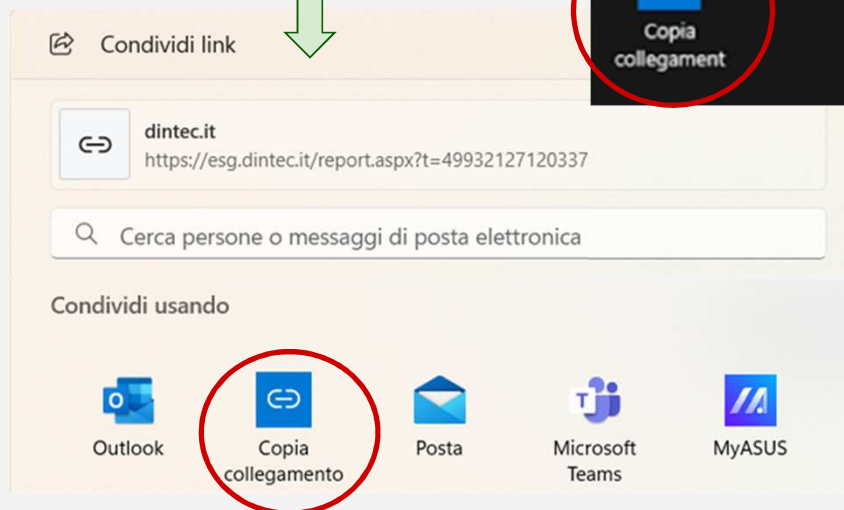 Copia
collegament
Condividi link
dintec.it
https://esg.dintec.it/report.aspx?t=49932127120337
Cerca persone o messaggi di posta elettronica
Condividi usando
Outlook
Copia
collegamento
Posta
Microsoft
Teams
MyASUS